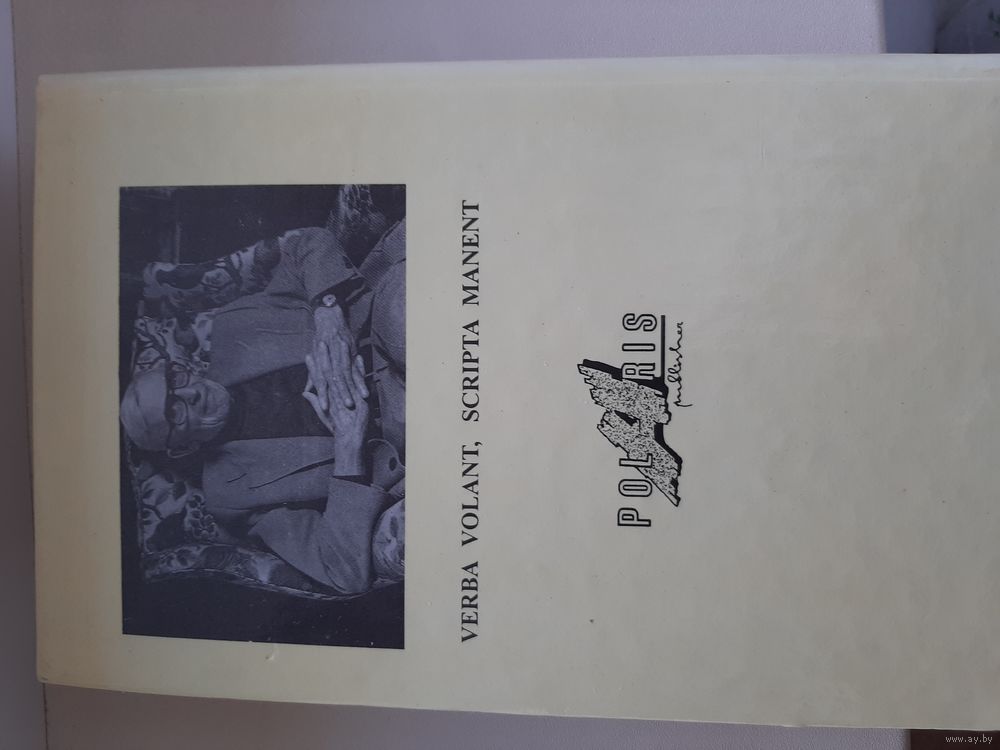 VERBA VOLANT, SCRIPTA MANENT
POLARIS
publisher
www.ay.by